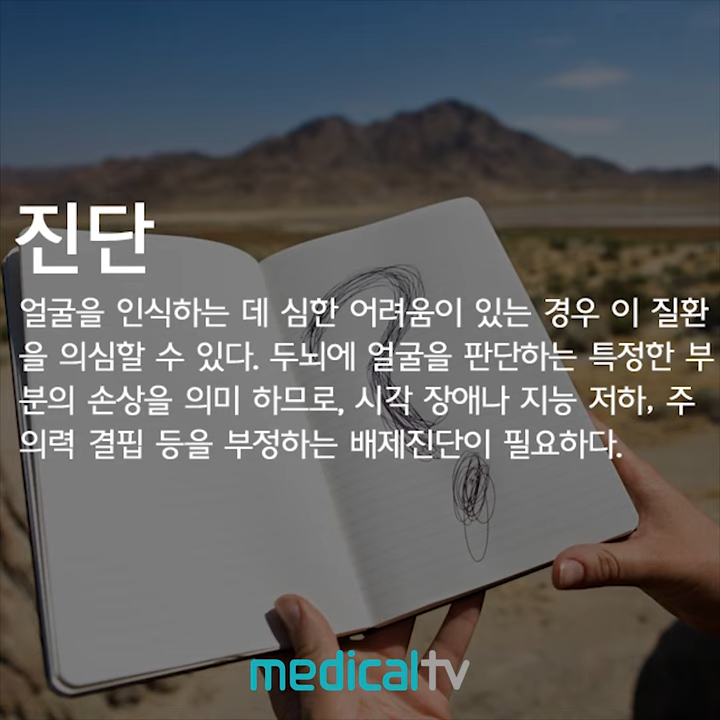 진단
얼굴을 인식하는 데 심한 어려움이 있는 경우 이 질환
을 의심할 수 있다. 두뇌에 얼굴을 판단하는 특정한 부
분의 손상을 의미 하므로, 시각 장애나 지능 저하, 주
의력 결핍 등을 부정하는 배제진단이 필요하다.
medicaltv